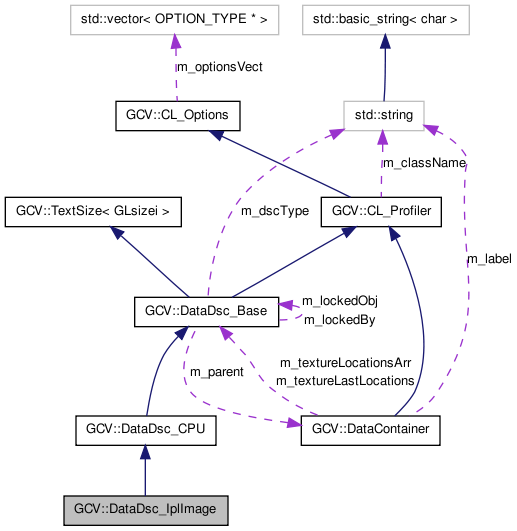 std::vector< OPTION_TYPE * >
std::basic_string< char >
m_optionsVect
GCV::CL_Options
std::string
m_className
GCV::TextSize< GLsizei >
m_dscType
GCV::CL_Profiler
m_label
GCV::DataDsc_Base
m_lockedObj
m_lockedBy
m_parent
m_textureLocationsArr
m_textureLastLocations
GCV::DataDsc_CPU
GCV::DataContainer
GCV::DataDsc_IplImage